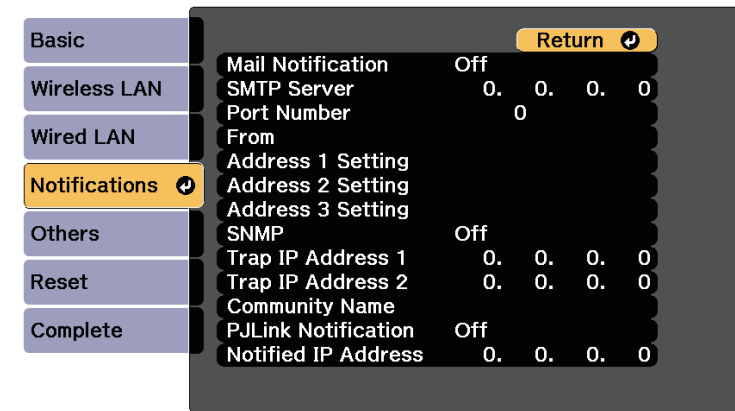 Basic
Wireless LAN
Wired LAN
Notifications
Others
Reset
Complete
Return
Mail Notification Off
SMTP Server 0. 0. 0. 0
Port Number 0
From
Address 1 Setting
Address 2 Setting
Address 3 Setting
SNMP Off
Trap IP Address 1 0. 0. 0. 0
Trap IP Address 2 0. 0. 0. 0
Community Name
PJLink Notification Off
Notified IP Address 0. 0. 0. 0